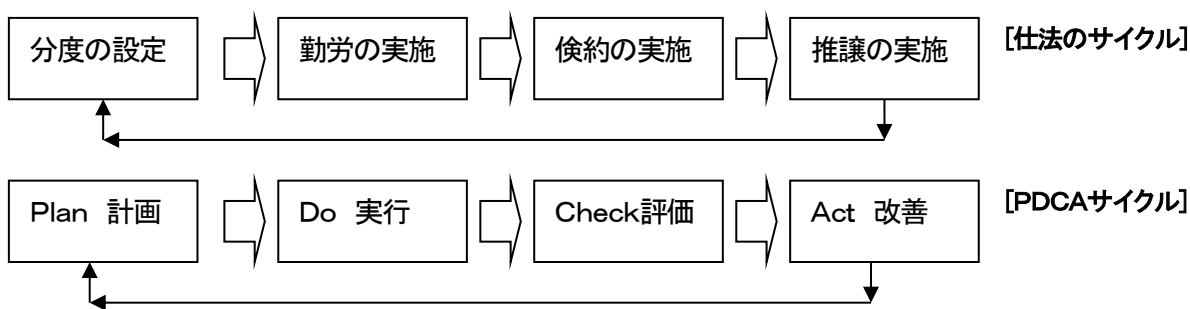 分度の設定 勤労の実施 倹約の実施 推譲の実施 [仕法のサイクル]
Plan 計画 Do 実行 Check評価 Act 改善 [PDCAサイクル]